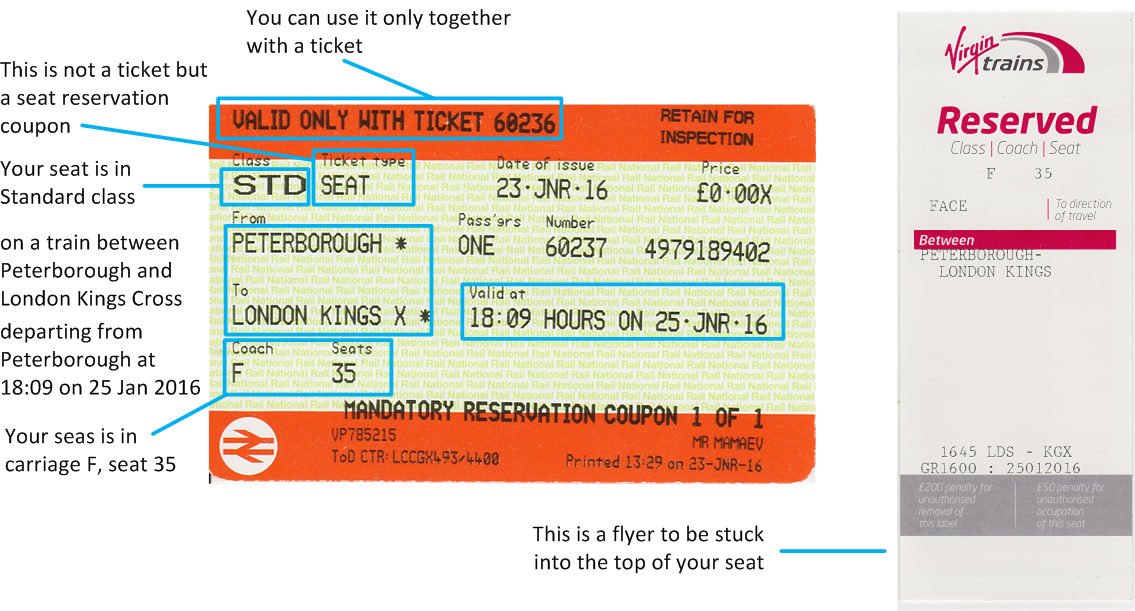 You can use it only together
with a ticket
This is not a ticket but
a seat reservation
coupon
Your seat is in
Standard class
on a train between
Peterborough and
London Kings Cross
departing from
Peterborough at
18:09 on 25 Jan 2016
Your seas is in
carriage F, seat 35
VALID ONLY WITH TICKET 60236
RETAIN FOR
INSPECTION
Class Ticket type Date of issue Price
STD SEAT 23·JNR·16 £0·00X
From Pass'grs Number
PETERBOROUGH * ONE 60237 4979189402
To Valid at
LONDON KINGS X * 18:09 HOURS ON 25·JNR·16
Coach Seats
F 35
MANDATORY RESERVATION COUPON 1 OF 1
VP785215 MR MAMAEV
ToD CTR:LCCGX493/4400 Printed 13:29 on 23-JNR-16
This is a flyer to be stuck
into the top of your seat
Virgin
trains
Reserved
Class | Coach | Seat
F 35
FACE To direction
of travel
Between
PETERBOROUGH-
LONDON KINGS
1645 LDS - KGX
GR1600 : 25012016
£200 penalty for
unauthorised
removal of
this label
£50 penalty for
unauthorised
occupation
of this seat